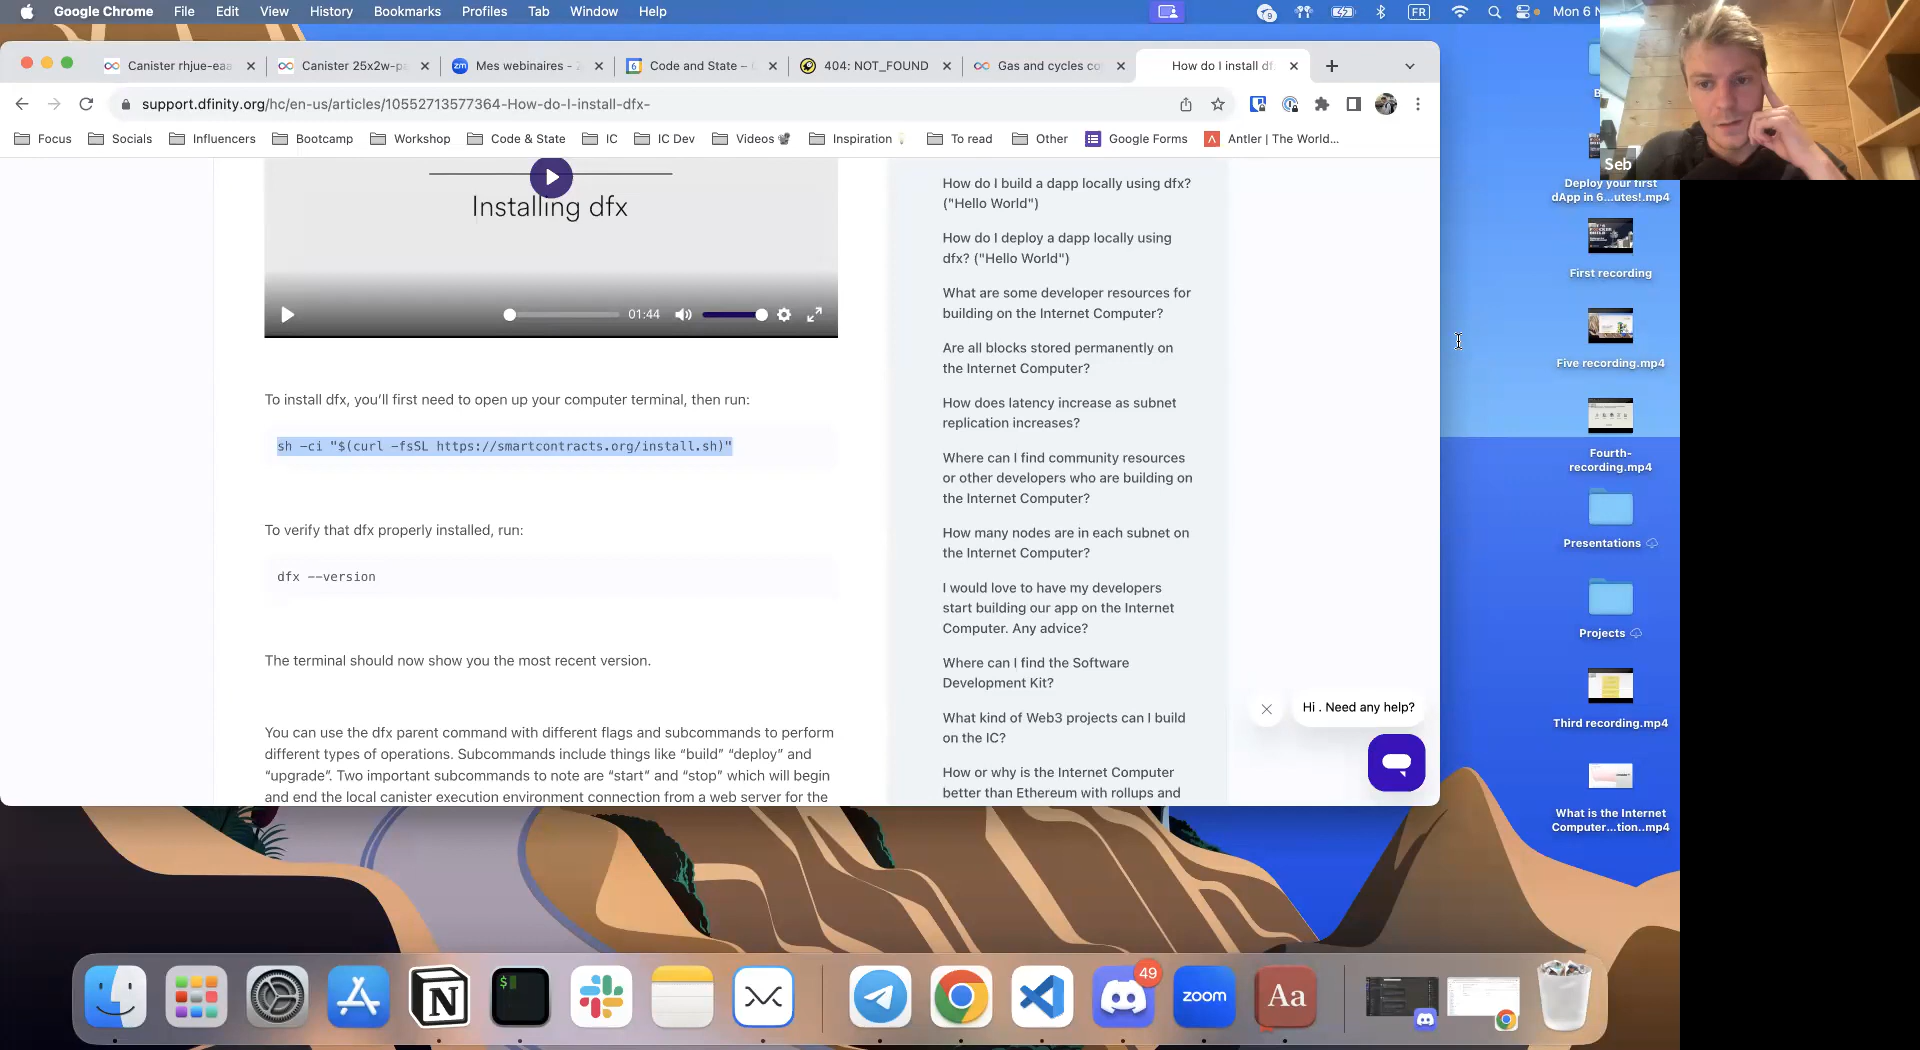 Google Chrome File Edit View History Bookmarks Profiles Tab Window Help
9
FR
Mon 6
Canister rhjue-eaa
Canister 25x2w-p
zm
Mes webinaires -
6
Code and State –
404: NOT_FOUND
Gas and cycles co
How do I install df
support.dfinity.org/hc/en-us/articles/10552713577364-How-do-I-install-dfx-
Focus
Socials
Influencers
Bootcamp
Workshop
Code & State
IC
IC Dev
Videos
Inspiration
To read
Other
Google Forms
Antler | The World...
Installing dfx
01:44
To install dfx, you’ll first need to open up your computer terminal, then run:
sh -ci "$(curl -fsSL https://smartcontracts.org/install.sh)"
To verify that dfx properly installed, run:
dfx --version
The terminal should now show you the most recent version.
You can use the dfx parent command with different flags and subcommands to perform
different types of operations. Subcommands include things like “build” “deploy” and
“upgrade”. Two important subcommands to note are “start” and “stop” which will begin
and end the local canister execution environment connection from a web server for the
How do I build a dapp locally using dfx?
("Hello World")
How do I deploy a dapp locally using
dfx? ("Hello World")
What are some developer resources for
building on the Internet Computer?
Are all blocks stored permanently on
the Internet Computer?
How does latency increase as subnet
replication increases?
Where can I find community resources
or other developers who are building on
the Internet Computer?
How many nodes are in each subnet on
the Internet Computer?
I would love to have my developers
start building our app on the Internet
Computer. Any advice?
Where can I find the Software
Development Kit?
What kind of Web3 projects can I build
on the IC?
How or why is the Internet Computer
better than Ethereum with rollups and
Hi . Need any help?
Seb
Deploy your first
dApp in 6...utes!.mp4
First recording
Five recording.mp4
Fourth-
recording.mp4
Presentations
Projects
Third recording.mp4
What is the Internet
Computer...tion..mp4
$
N
49
zoom
Aa